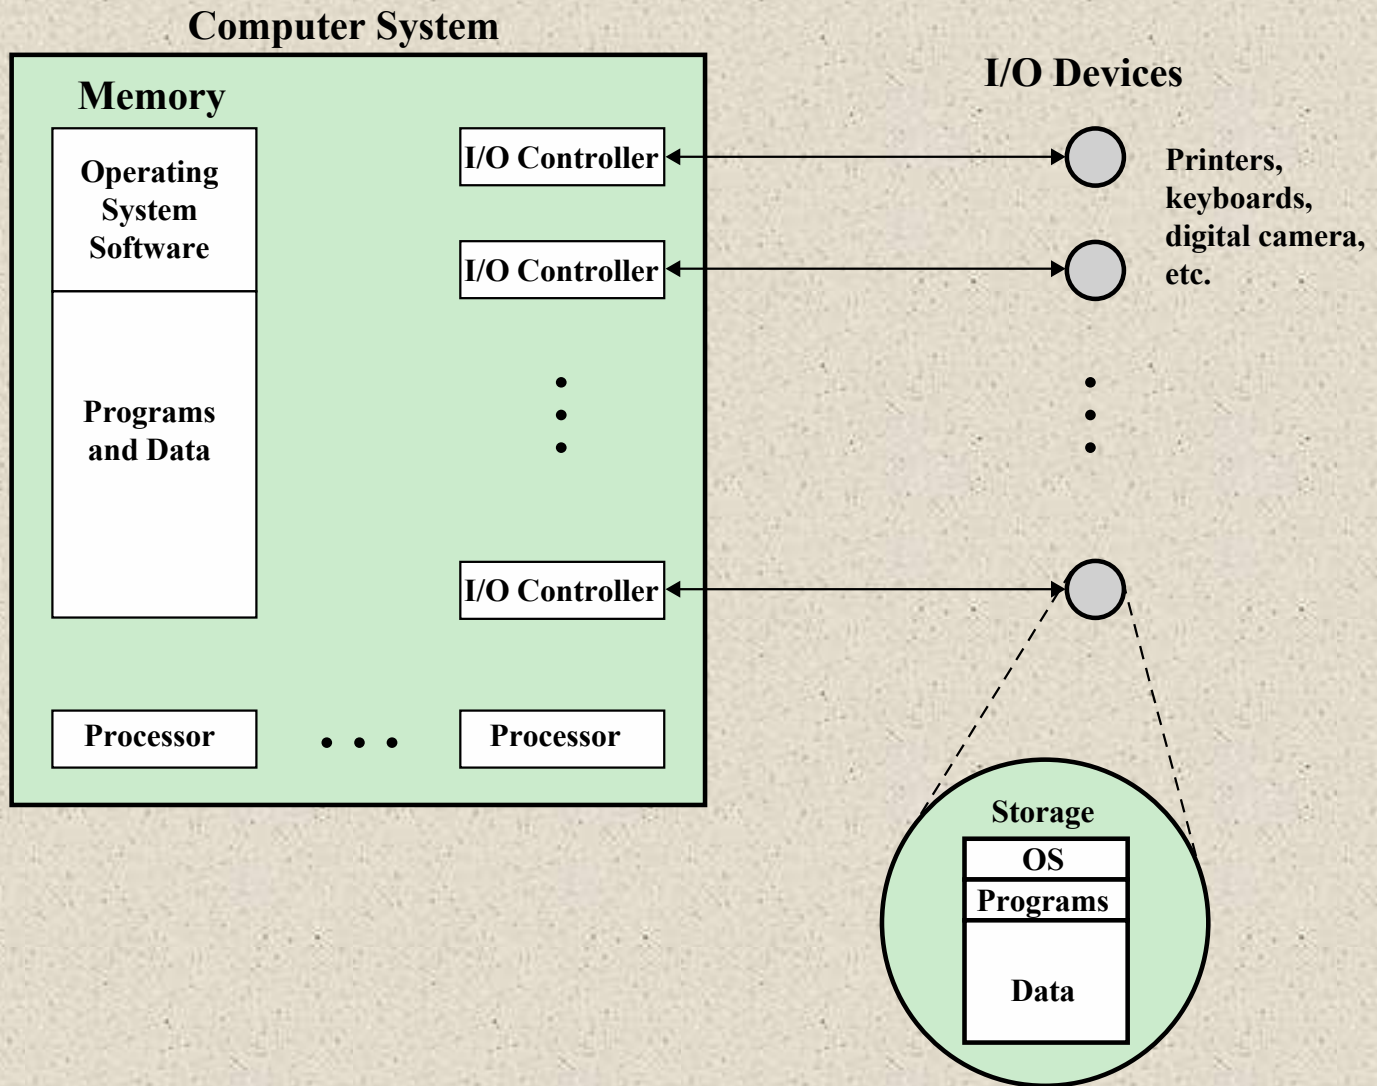 Computer System
I/O Devices
Memory
Operating
System
Software
Programs
and Data
I/O Controller
I/O Controller
I/O Controller
Printers,
keyboards,
digital camera,
etc.
Processor
Processor
Storage
OS
Programs
Data